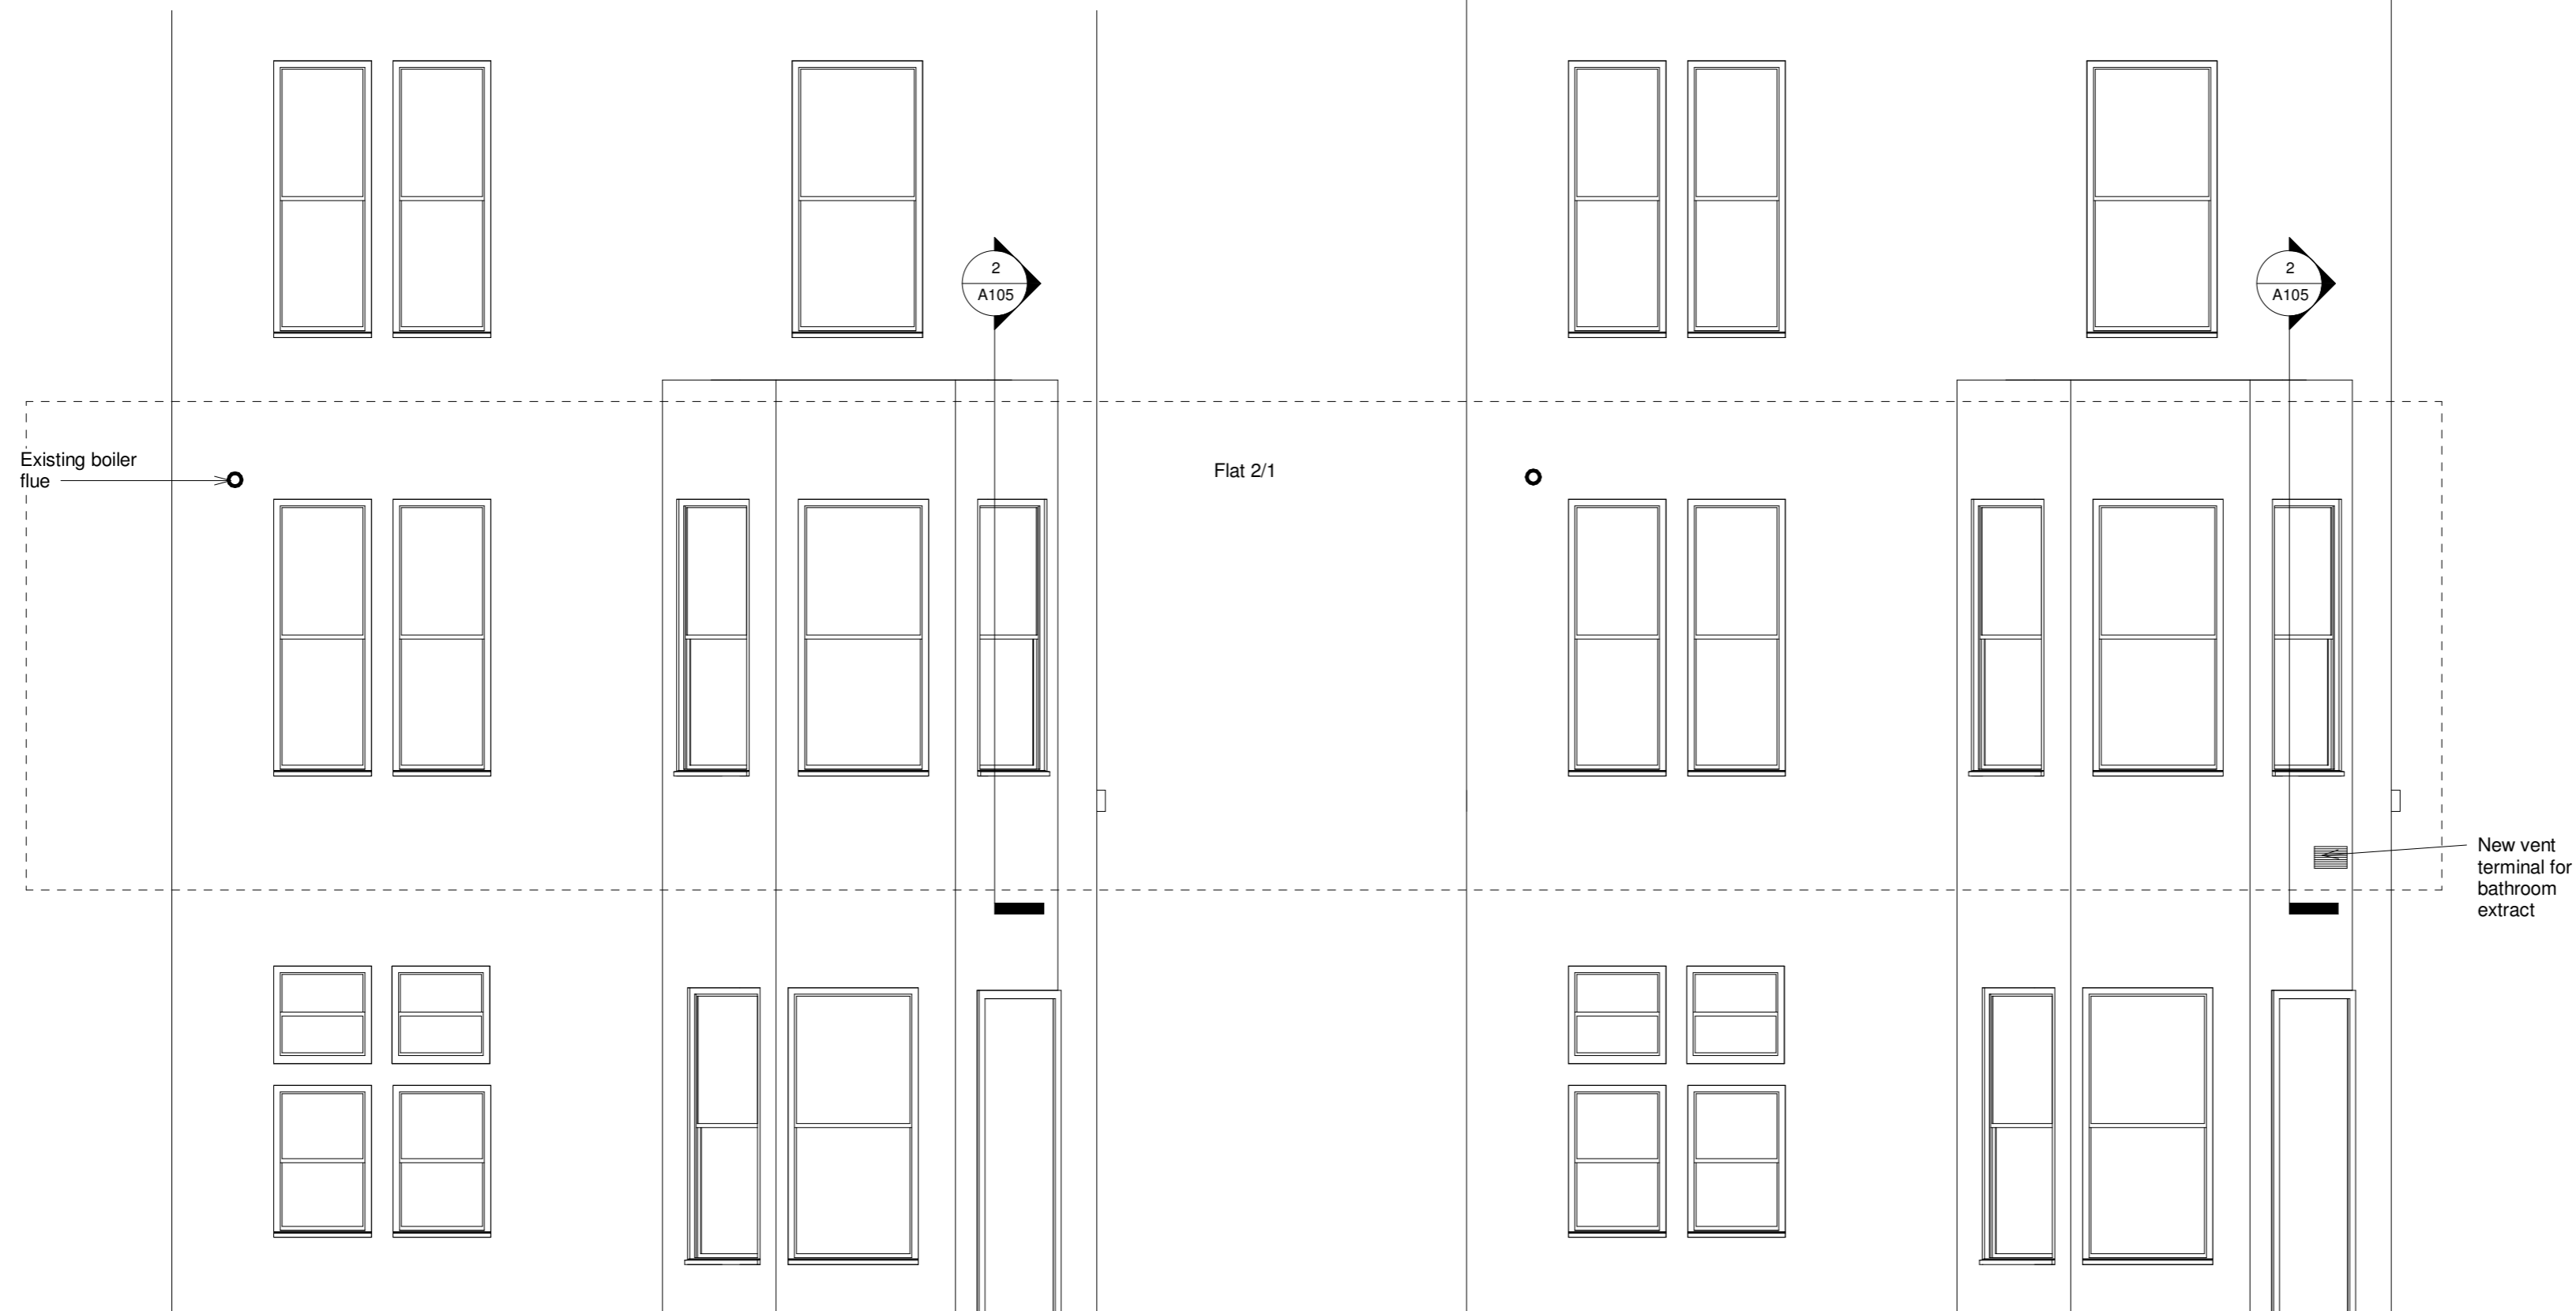 2
A105
2
A105
Existing boiler
flue
Flat 2/1
New vent
terminal for
bathroom
extract